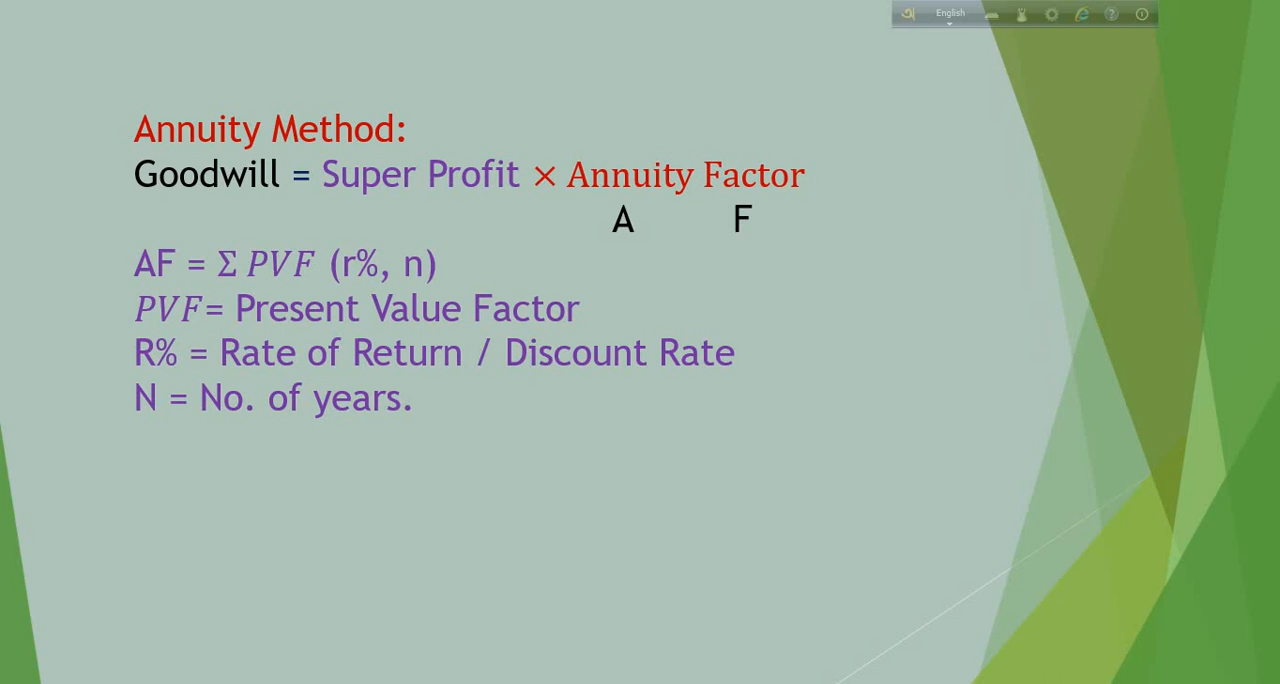 English
Annuity Method:
Goodwill = Super Profit × Annuity Factor
A F
AF = Σ PVF (r%, n)
PVF= Present Value Factor
R% = Rate of Return / Discount Rate
N = No. of years.